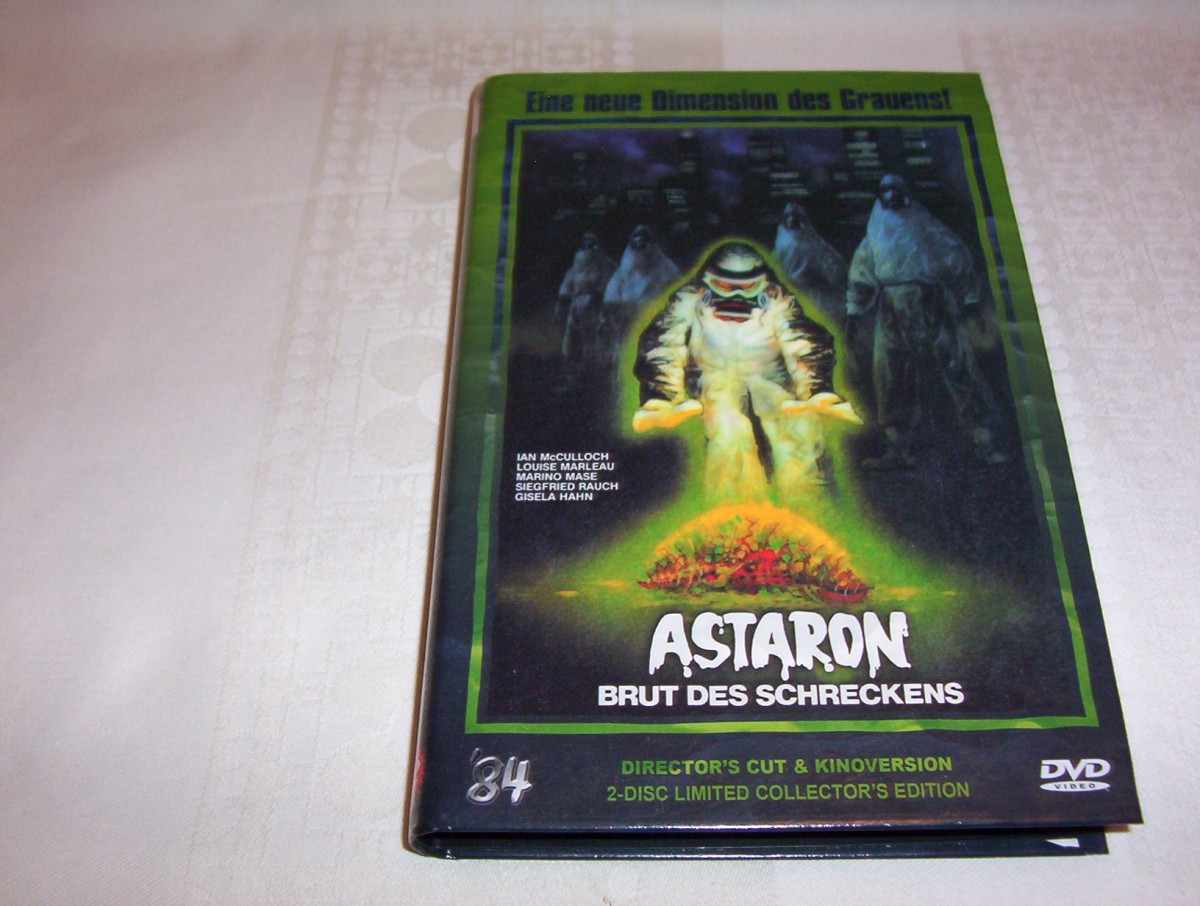 Eine neue Dimension des Grauens!
IAN McCULLOCH
LOUISE MARLEAU
MARINO MASE
SIEGFRIED RAUCH
GISELA HAHN
ASTARON
BRUT DES SCHRECKENS
'84
DIRECTOR'S CUT & KINOVERSION
2-DISC LIMITED COLLECTOR'S EDITION
DVD
VIDEO